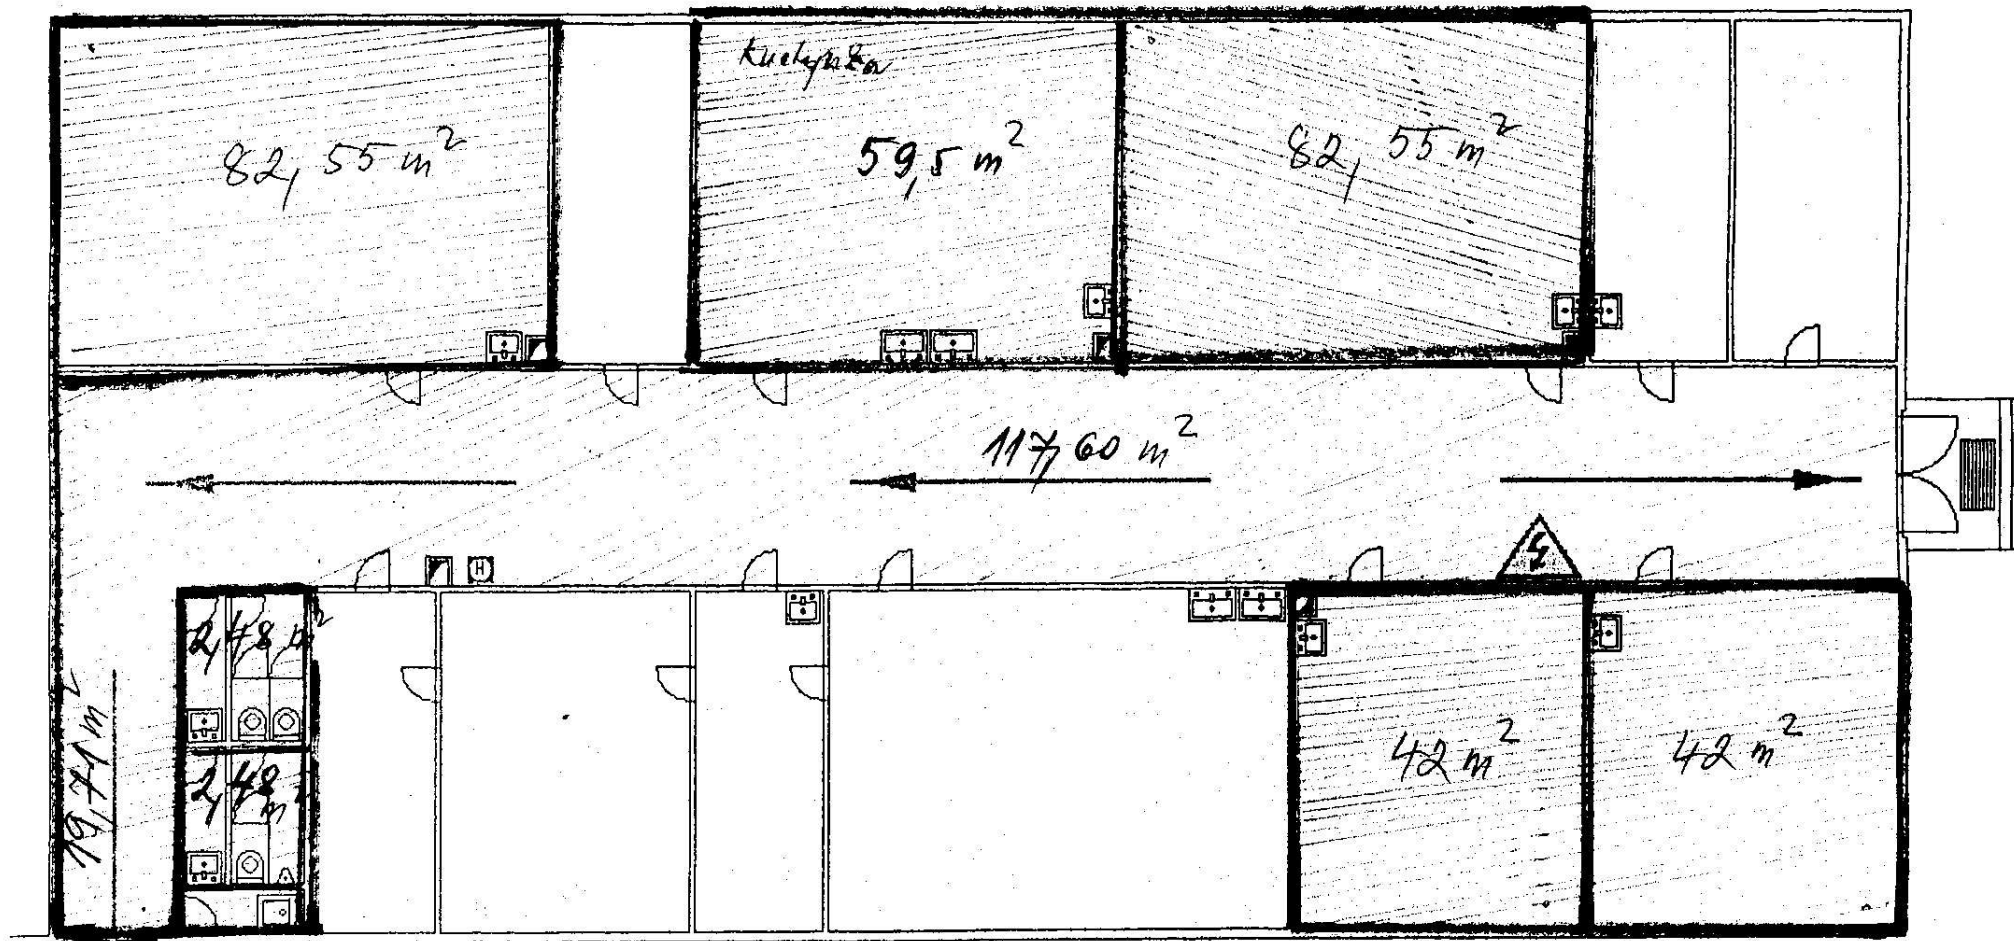 Kuchyňka
82,55 m²
59,5 m²
82,55 m²
117,60 m²
H
2,48 m²
2,48 m²
19,71 m²
42 m²
42 m²